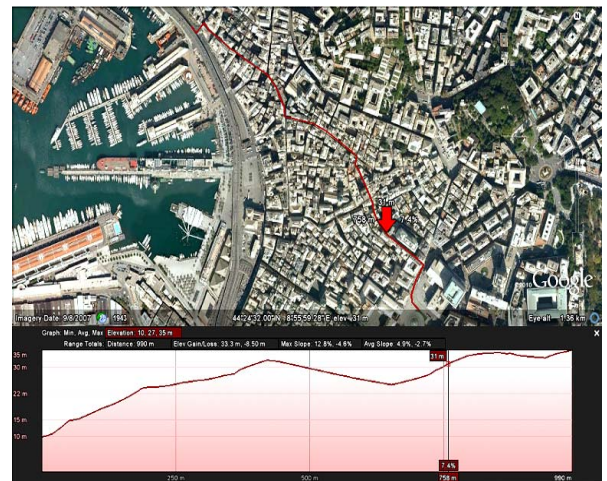 N
31 m
758 m 7.4%
©2010 Google
Imagery Date: 9/8/2007 1943 44°24'32.00"N 8°55'59.28"E elev 31 m Eye alt 1.36 km
Graph: Min, Avg, Max Elevation: 10, 27, 35 m
Range Totals: Distance: 990 m Elev Gain/Loss: 33.3 m, -8.50 m Max Slope: 12.8%, -4.6% Avg Slope: 4.9%, -2.7%
x
35 m
31 m
22 m
15 m
10 m
7.4%
250 m 500 m 758 m 990 m